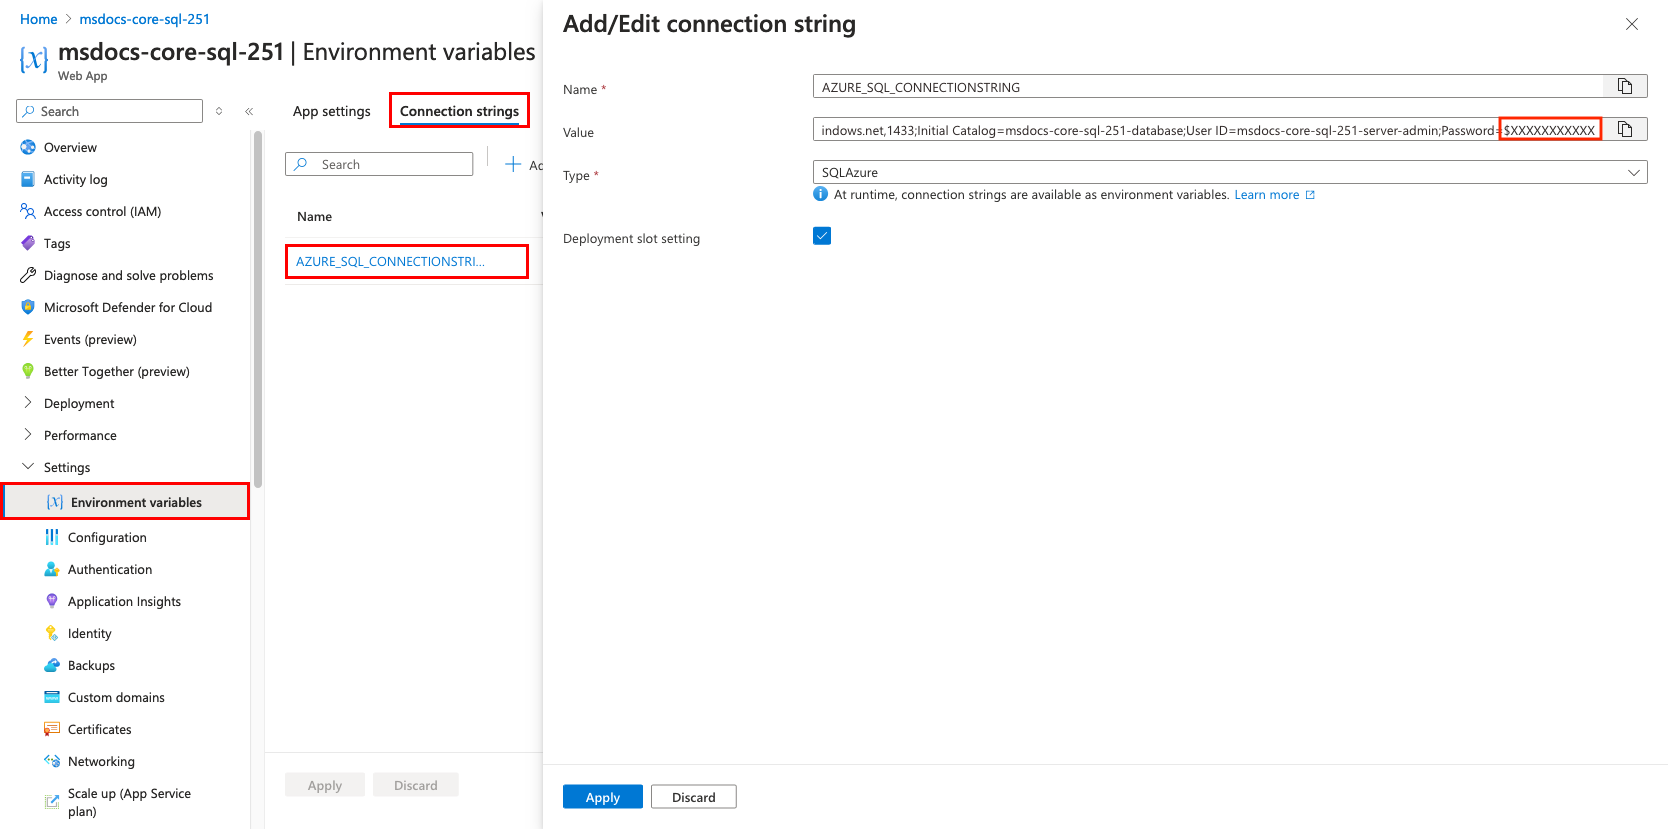 Home > msdocs-core-sql-251
msdocs-core-sql-251 | Environment variables
Web App
Search
Overview
Activity log
Access control (IAM)
Tags
Diagnose and solve problems
Microsoft Defender for Cloud
Events (preview)
Better Together (preview)
Deployment
Performance
Settings
Environment variables
Configuration
Authentication
Application Insights
Identity
Backups
Custom domains
Certificates
Networking
Scale up (App Service
plan)
App settings
Connection strings
Search
Name
AZURE_SQL_CONNECTIONSTRI...
Apply
Discard
Add/Edit connection string
Name *
AZURE_SQL_CONNECTIONSTRING
Value
indows.net,1433;Initial Catalog=msdocs-core-sql-251-database;User ID=msdocs-core-sql-251-server-admin;Password=$XXXXXXXXXXX
Type *
SQLAzure
At runtime, connection strings are available as environment variables. Learn more
Deployment slot setting
Apply
Discard